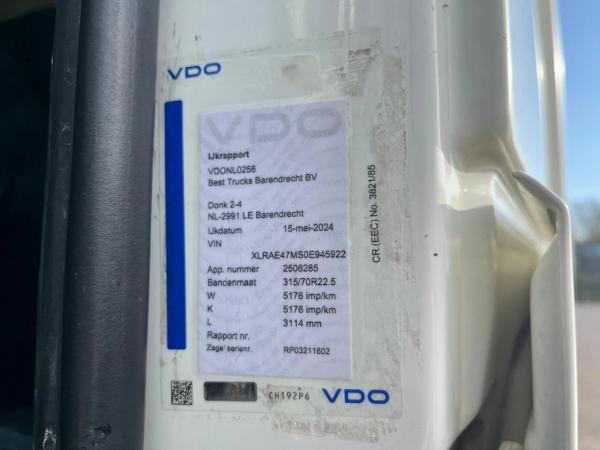 VDO
VDO
IJkrapport
VDONL0256
Best Trucks Barendrecht BV
Donk 2-4
NL-2991 LE Barendrecht
IJkdatum 15-mei-2024
VIN
XLRAE47MS0E945922
App. nummer 2506285
Bandenmaat 315/70R22.5
W 5176 imp/km
K 5176 imp/km
L 3114 mm
Rapport nr.
Zegel serienr. RP03211602
CR.(EEC) No. 3821/85
CH192P6
VDO